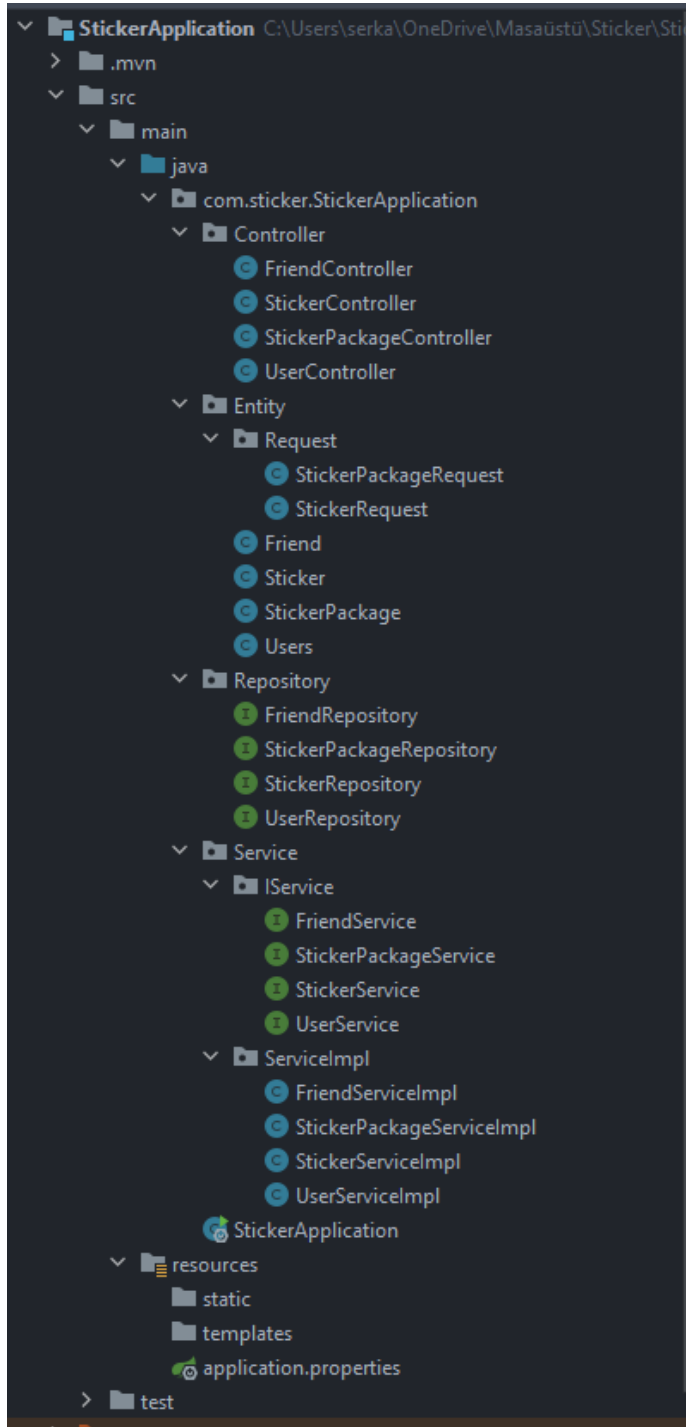 StickerApplication C:\Users\serka\OneDrive\Masaüstü\Sticker\Sti
.mvn
src
main
java
com.sticker.StickerApplication
Controller
FriendController
StickerController
StickerPackageController
UserController
Entity
Request
StickerPackageRequest
StickerRequest
Friend
Sticker
StickerPackage
Users
Repository
FriendRepository
StickerPackageRepository
StickerRepository
UserRepository
Service
IService
FriendService
StickerPackageService
StickerService
UserService
ServiceImpl
FriendServiceImpl
StickerPackageServiceImpl
StickerServiceImpl
UserServiceImpl
StickerApplication
resources
static
templates
application.properties
test